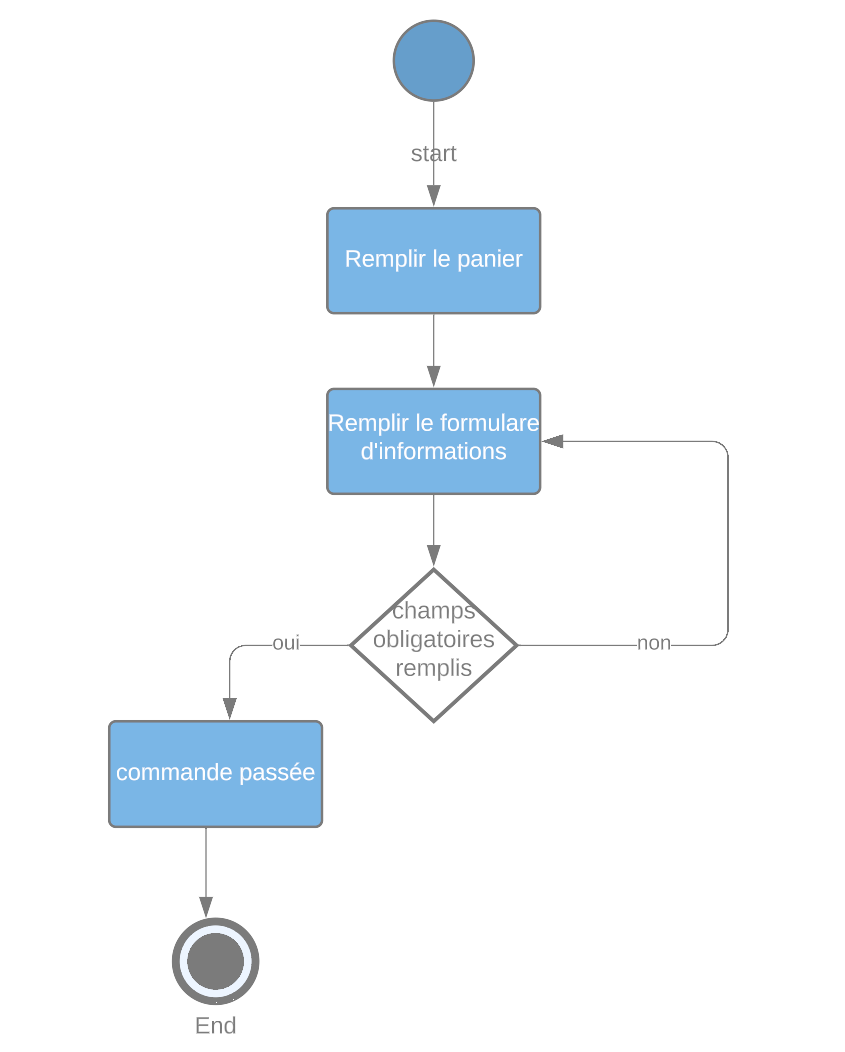 start
Remplir le panier
Remplir le formulare
d'informations
champs
obligatoires
remplis
oui
non
commande passée
End